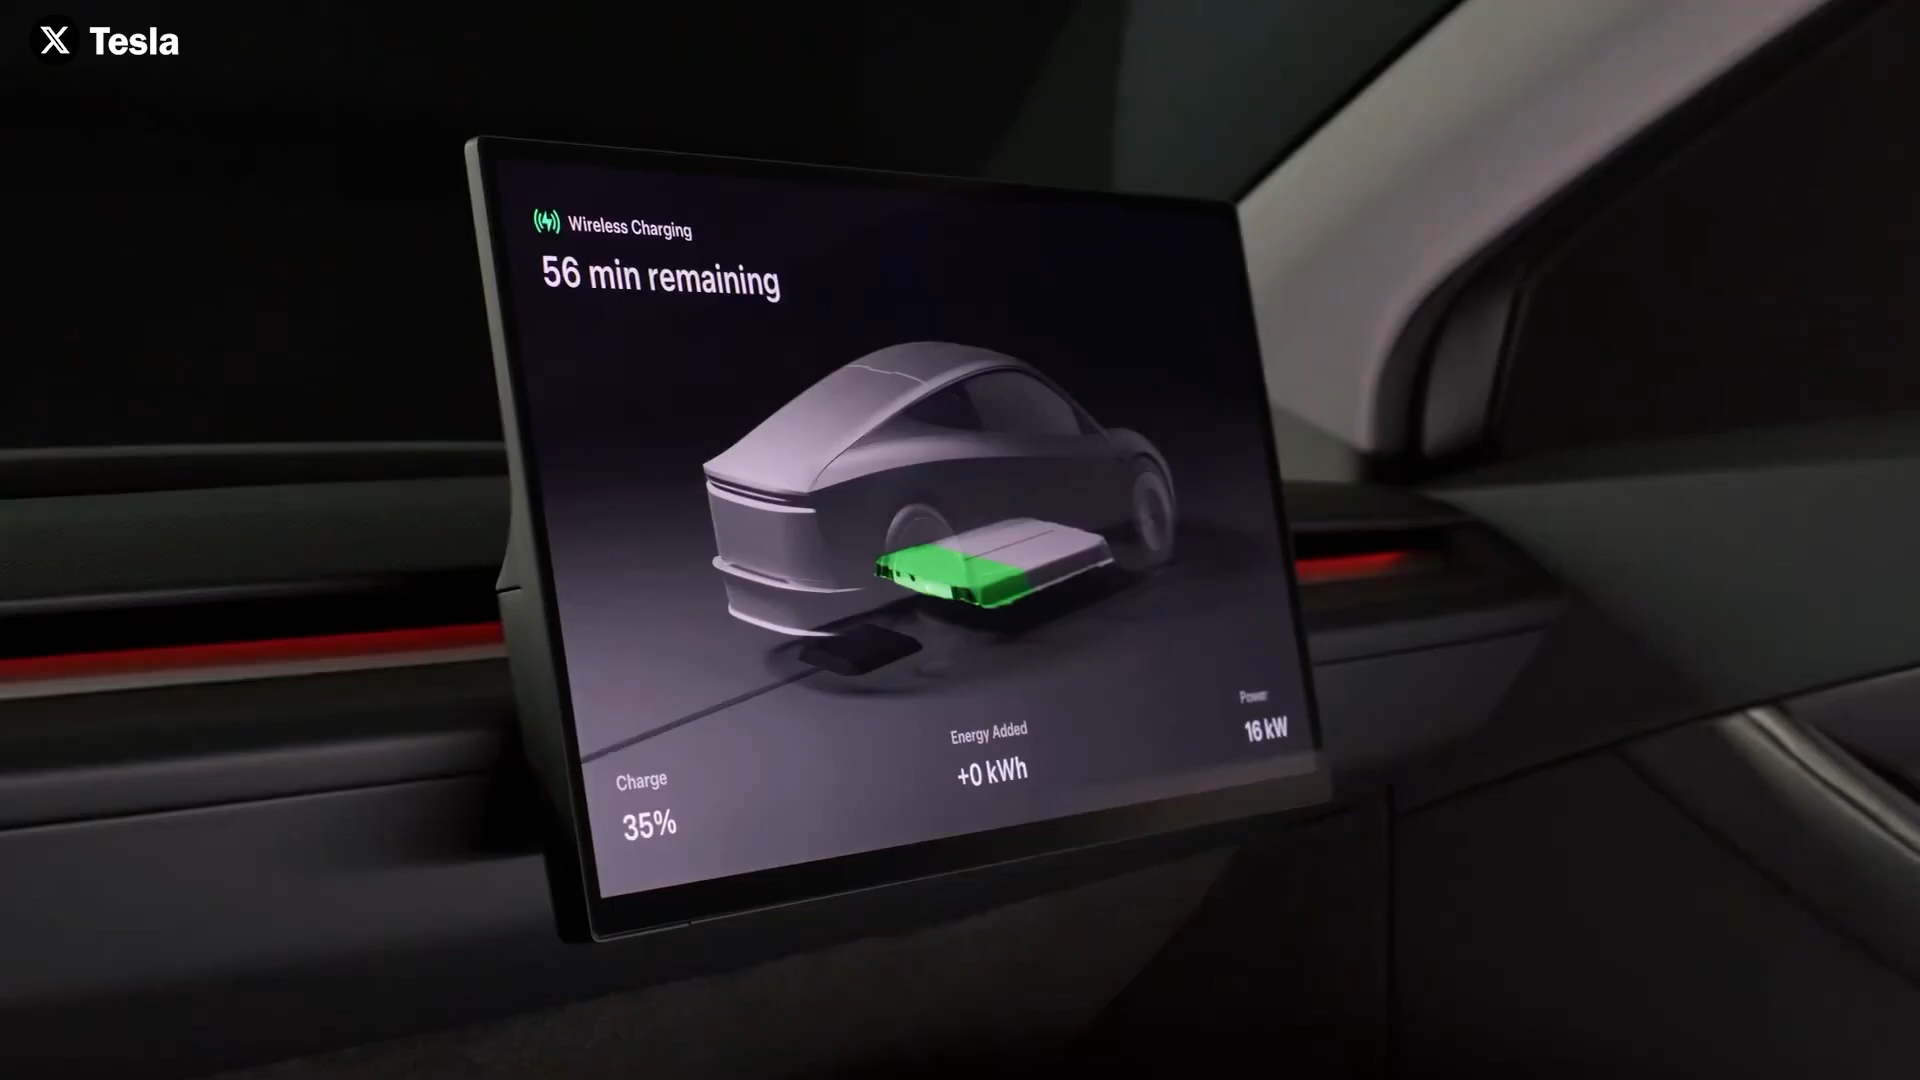 X Tesla
Wireless Charging
56 min remaining
Charge
35%
Energy Added
+0 kWh
Power
16 kW